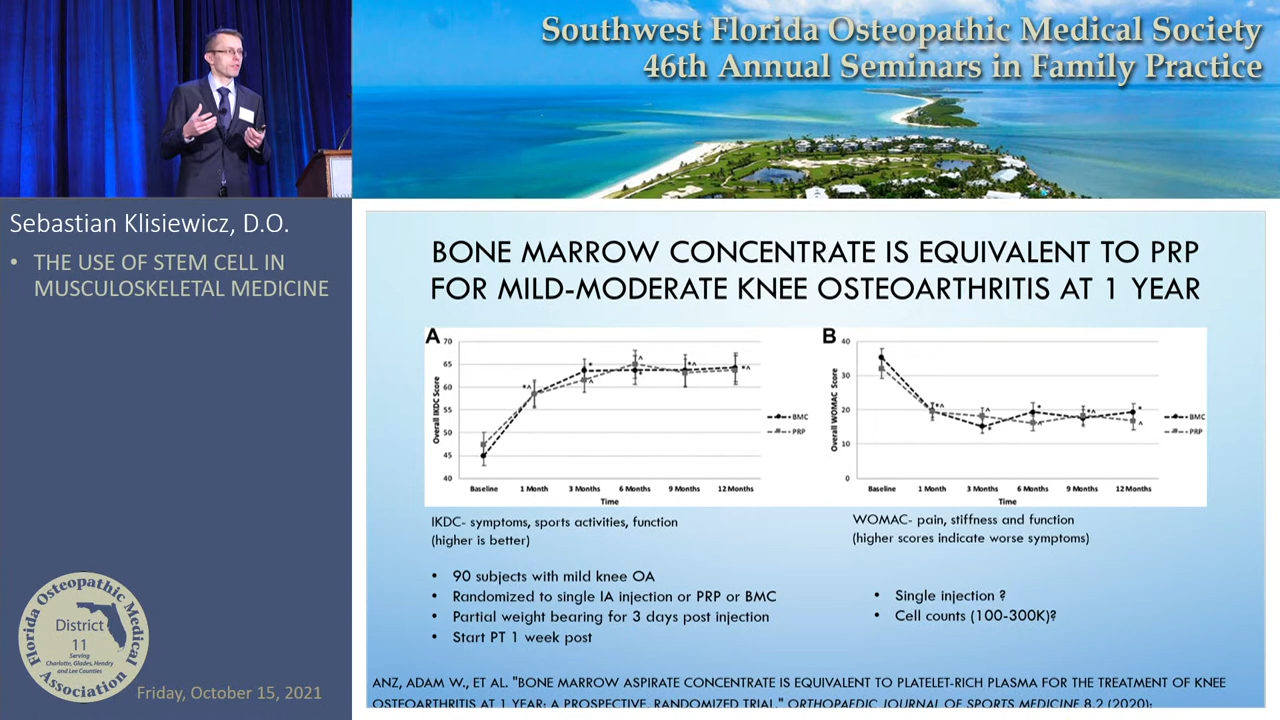 Southwest Florida Osteopathic Medical Society
46th Annual Seminars in Family Practice
Sebastian Klisiewicz, D.O.
• THE USE OF STEM CELL IN
MUSCULOSKELETAL MEDICINE
Florida Osteopathic Medical Association
District
11
Serving
Charlotte, Glades, Hendry
and Lee Counties
Friday, October 15, 2021
BONE MARROW CONCENTRATE IS EQUIVALENT TO PRP
FOR MILD-MODERATE KNEE OSTEOARTHRITIS AT 1 YEAR
A
Overall IKDC Score
70
65
60
55
50
45
40
Baseline 1 Month 3 Months 6 Months 9 Months 12 Months
Time
BMC
PRP
B
Overall WOMAC Score
40
30
20
10
0
Baseline 1 Month 3 Months 6 Months 9 Months 12 Months
Time
BMC
PRP
IKDC- symptoms, sports activities, function
(higher is better)
WOMAC- pain, stiffness and function
(higher scores indicate worse symptoms)
• 90 subjects with mild knee OA
• Randomized to single IA injection or PRP or BMC
• Partial weight bearing for 3 days post injection
• Start PT 1 week post
• Single injection ?
• Cell counts (100-300K)?
ANZ, ADAM W., ET AL. "BONE MARROW ASPIRATE CONCENTRATE IS EQUIVALENT TO PLATELET-RICH PLASMA FOR THE TREATMENT OF KNEE
OSTEOARTHRITIS AT 1 YEAR: A PROSPECTIVE, RANDOMIZED TRIAL." ORTHOPAEDIC JOURNAL OF SPORTS MEDICINE 8.2 (2020):